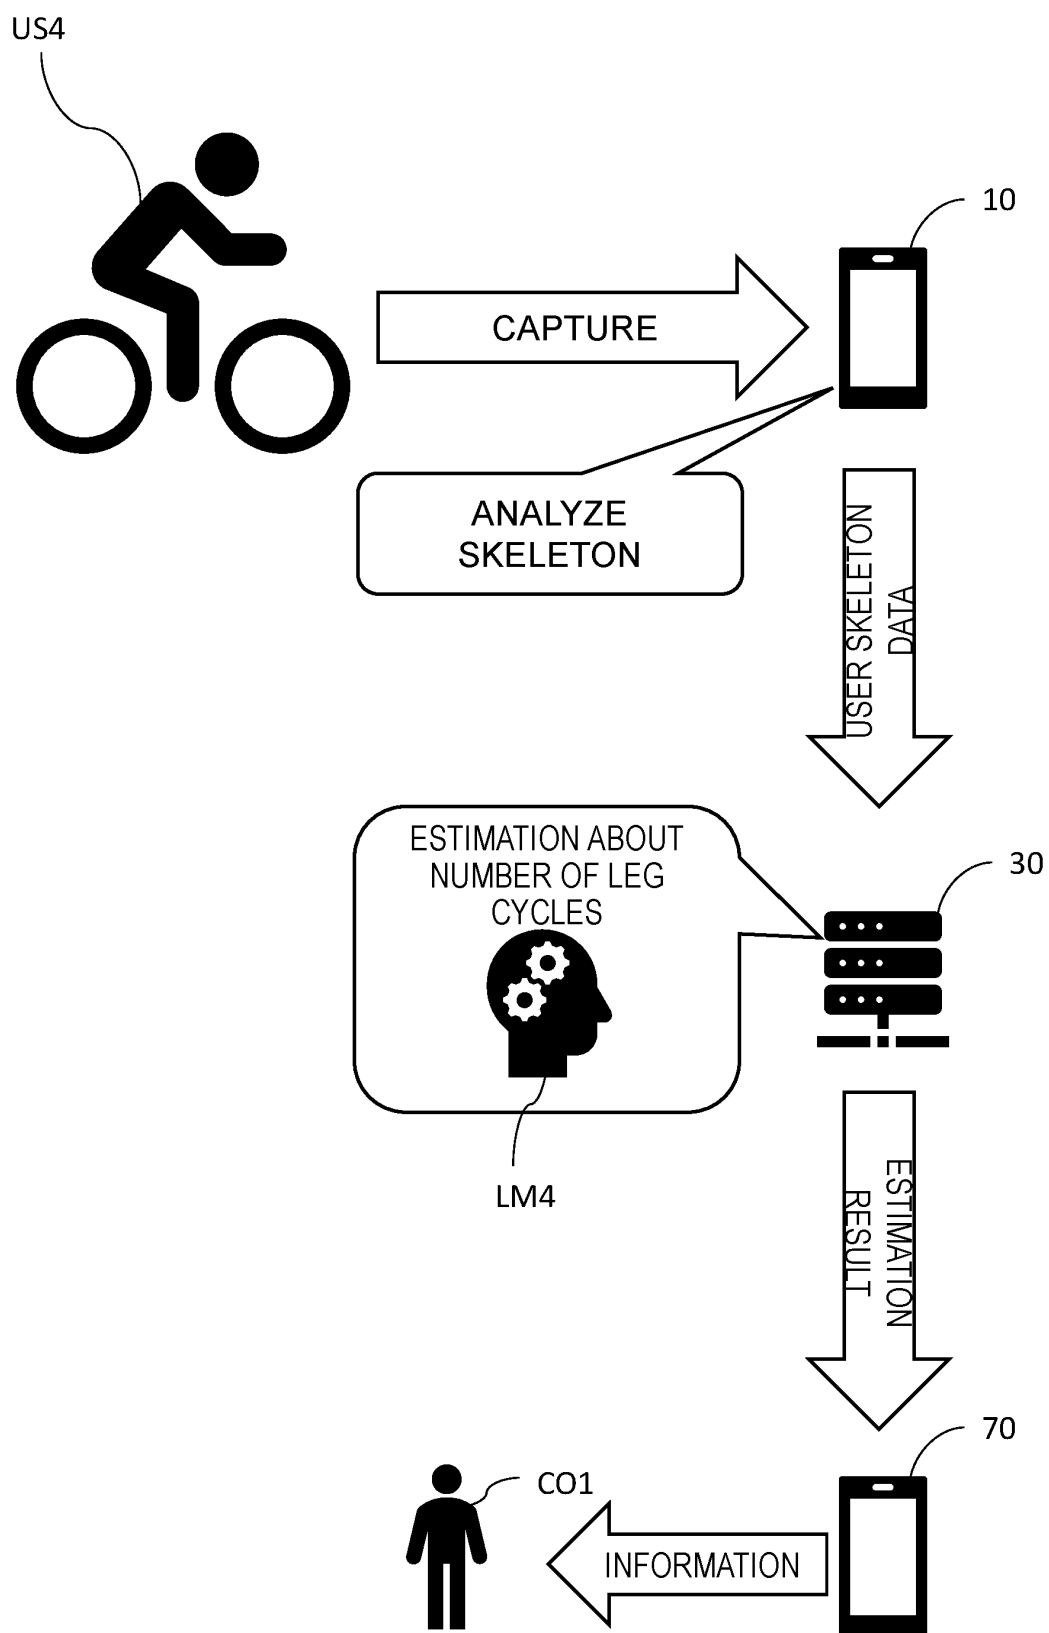 US4
10
CAPTURE
ANALYZE
SKELETON
USER SKELETON
DATA
ESTIMATION ABOUT
NUMBER OF LEG
CYCLES
30
LM4
ESTIMATION
RESULT
70
CO1
INFORMATION